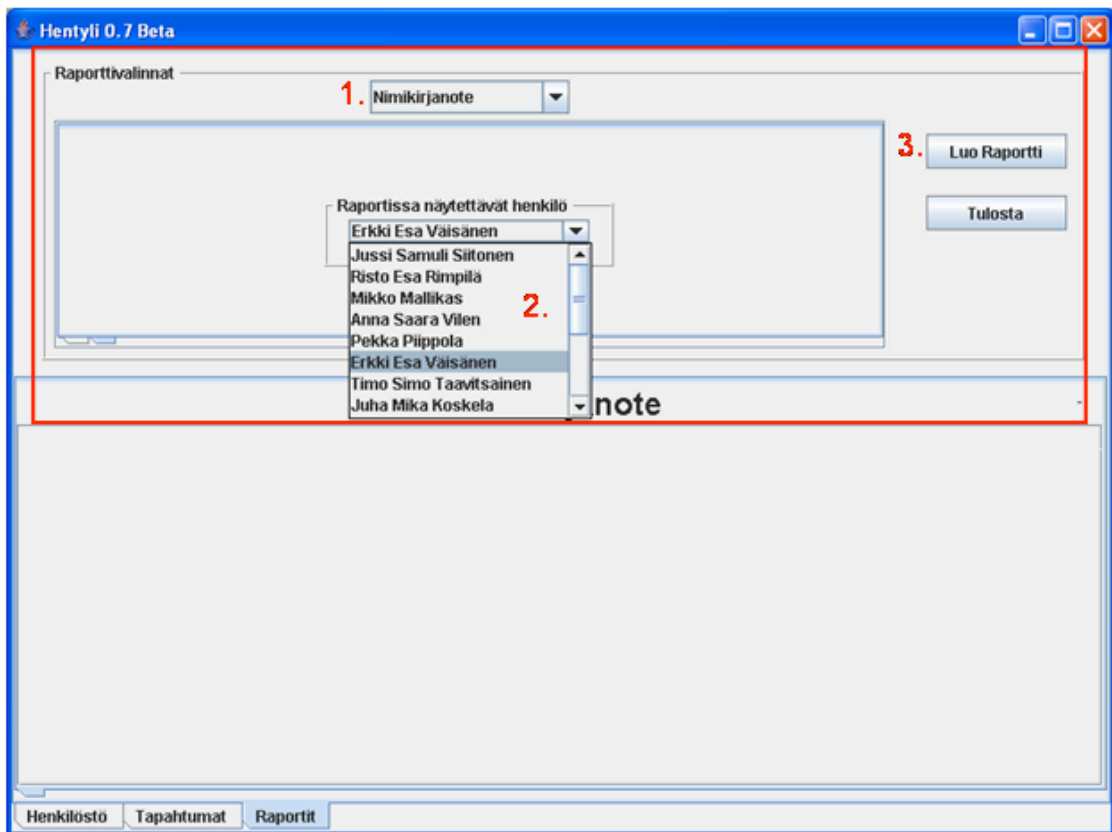 Hentyli 0.7 Beta
Raporttivalinnat
1. Nimikirjanote
3. Luo Raportti
Tulosta
Raportissa näytettävät henkilö
Erkki Esa Väisänen
Jussi Samuli Siitonen
Risto Esa Rimpilä
Mikko Mallikas
2.
Anna Saara Vilen
Pekka Piippola
Erkki Esa Väisänen
Timo Simo Taavitsainen
Juha Mika Koskela
note
-
Henkilöstö Tapahtumat Raportit